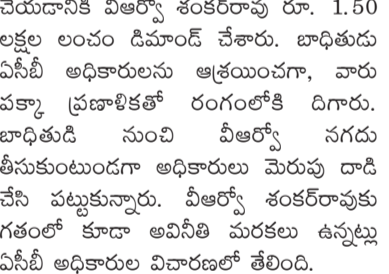 చేయడానికి వీఆర్వో శంకర్‌రావు రూ. 1.50
లక్షల లంచం డిమాండ్ చేశారు. బాధితుడు
ఏసీబీ అధికారులను ఆశ్రయించగా, వారు
పక్కా ప్రణాళికతో రంగంలోకి దిగారు.
బాధితుడి నుంచి వీఆర్వో నగదు
తీసుకుంటుండగా అధికారులు మెరుపు దాడి
చేసి పట్టుకున్నారు. వీఆర్వో శంకర్‌రావుకు
గతంలో కూడా అవినీతి మరకలు ఉన్నట్లు
ఏసీబీ అధికారుల విచారణలో తేలింది.